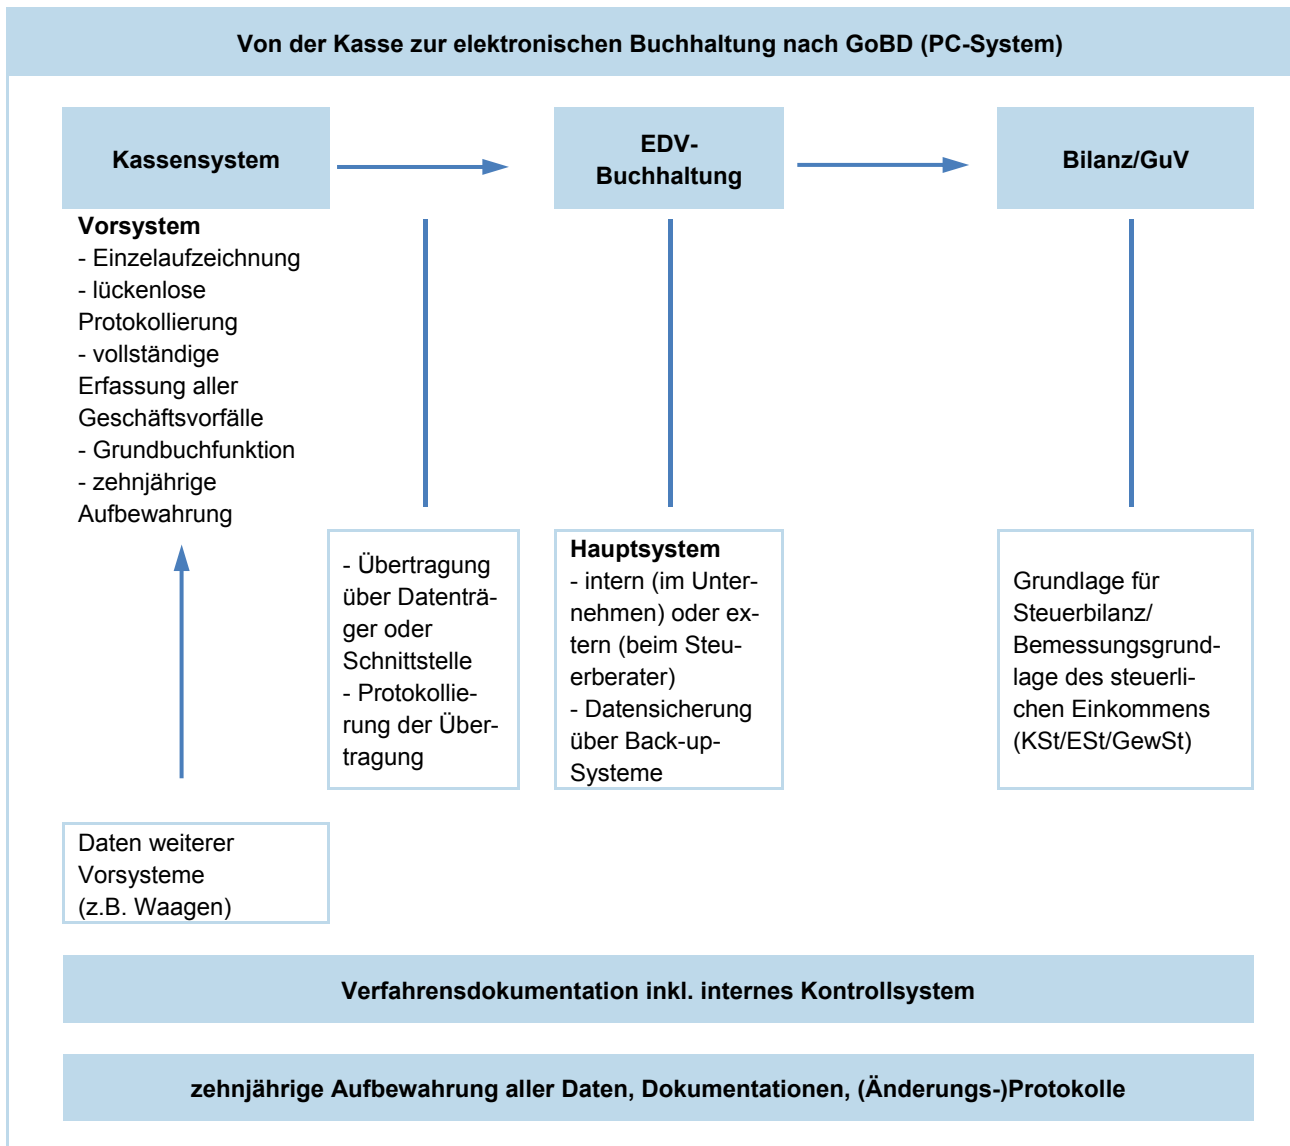 Von der Kasse zur elektronischen Buchhaltung nach GoBD (PC-System)
Kassensystem
EDV-
Buchhaltung
Bilanz/GuV
Vorsystem
- Einzelaufzeichnung
- lückenlose
Protokollierung
- vollständige
Erfassung aller
Geschäftsvorfälle
- Grundbuchfunktion
- zehnjährige
Aufbewahrung
- Übertragung
über Datenträ-
ger oder
Schnittstelle
- Protokollie-
rung der Über-
tragung
Hauptsystem
- intern (im Unter-
nehmen) oder ex-
tern (beim Steu-
erberater)
- Datensicherung
über Back-up-
Systeme
Grundlage für
Steuerbilanz/
Bemessungsgrund-
lage des steuerli-
chen Einkommens
(KSt/ESt/GewSt)
Daten weiterer
Vorsysteme
(z.B. Waagen)
Verfahrensdokumentation inkl. internes Kontrollsystem
zehnjährige Aufbewahrung aller Daten, Dokumentationen, (Änderungs-)Protokolle